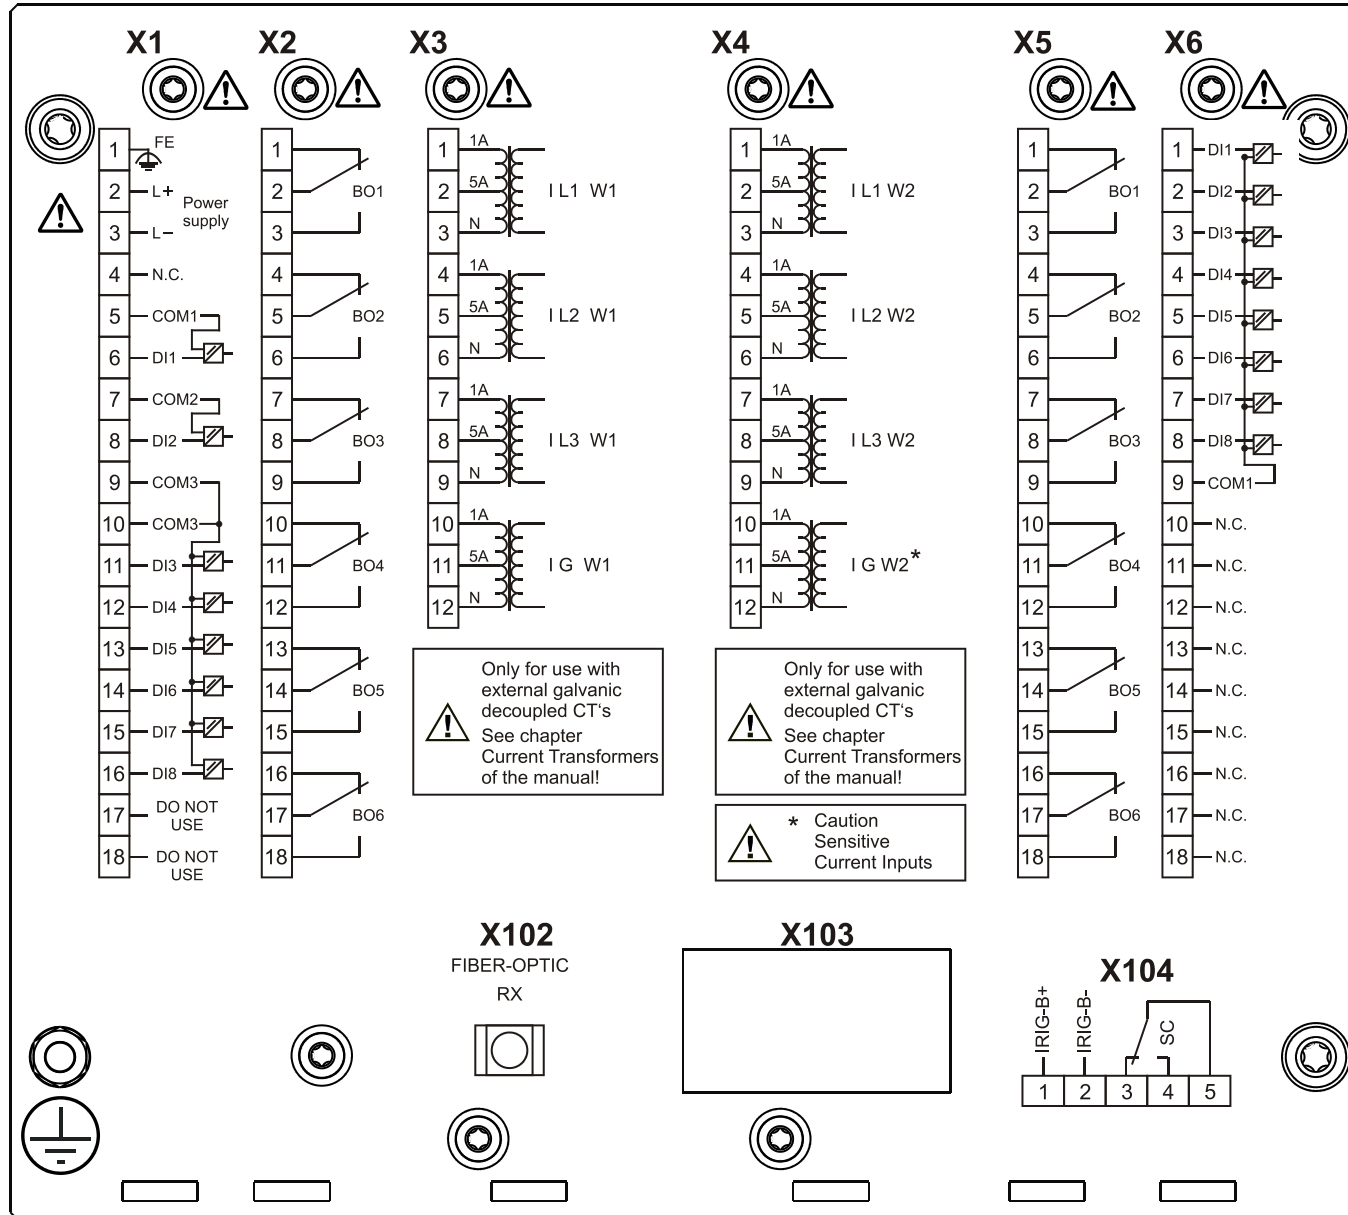 X1 X2 X3 X4 X5 X6
1 FE
2 L+
Power
supply
3 L–
4 N.C.
5 COM1
6 DI1
7 COM2
8 DI2
9 COM3
10 COM3
11 DI3
12 DI4
13 DI5
14 DI6
15 DI7
16 DI8
17 DO NOT
USE
18 DO NOT
USE
1
2 BO1
3
4
5 BO2
6
7
8 BO3
9
10
11 BO4
12
13
14 BO5
15
16
17 BO6
18
1 1A
2 5A I L1 W1
3 N
4 1A
5 5A I L2 W1
6 N
7 1A
8 5A I L3 W1
9 N
10 1A
11 5A I G W1
12 N
Only for use with
external galvanic
decoupled CT‘s
See chapter
Current Transformers
of the manual!
1 1A
2 5A I L1 W2
3 N
4 1A
5 5A I L2 W2
6 N
7 1A
8 5A I L3 W2
9 N
10 1A
11 5A I G W2*
12 N
Only for use with
external galvanic
decoupled CT‘s
See chapter
Current Transformers
of the manual!
* Caution
Sensitive
Current Inputs
1
2 BO1
3
4
5 BO2
6
7
8 BO3
9
10
11 BO4
12
13
14 BO5
15
16
17 BO6
18
1 DI1
2 DI2
3 DI3
4 DI4
5 DI5
6 DI6
7 DI7
8 DI8
9 COM1
10 N.C.
11 N.C.
12 N.C.
13 N.C.
14 N.C.
15 N.C.
16 N.C.
17 N.C.
18 N.C.
X102
FIBER-OPTIC
RX
X103
X104
IRIG-B+
IRIG-B-
SC
1 2 3 4 5